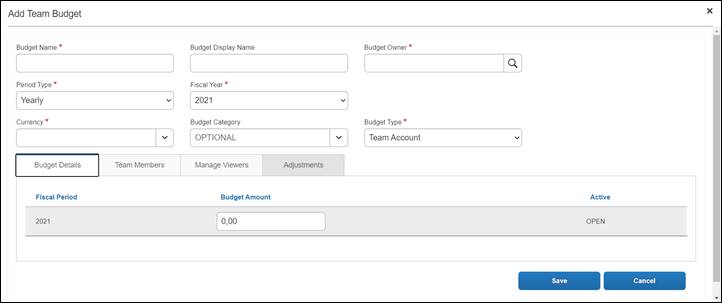 Add Team Budget ×
Budget Name * Budget Display Name Budget Owner *
Period Type * Fiscal Year *
Yearly 2021
Currency * Budget Category Budget Type *
OPTIONAL Team Account
Budget Details Team Members Manage Viewers Adjustments
Fiscal Period Budget Amount Active
2021 0,00 OPEN
Save Cancel